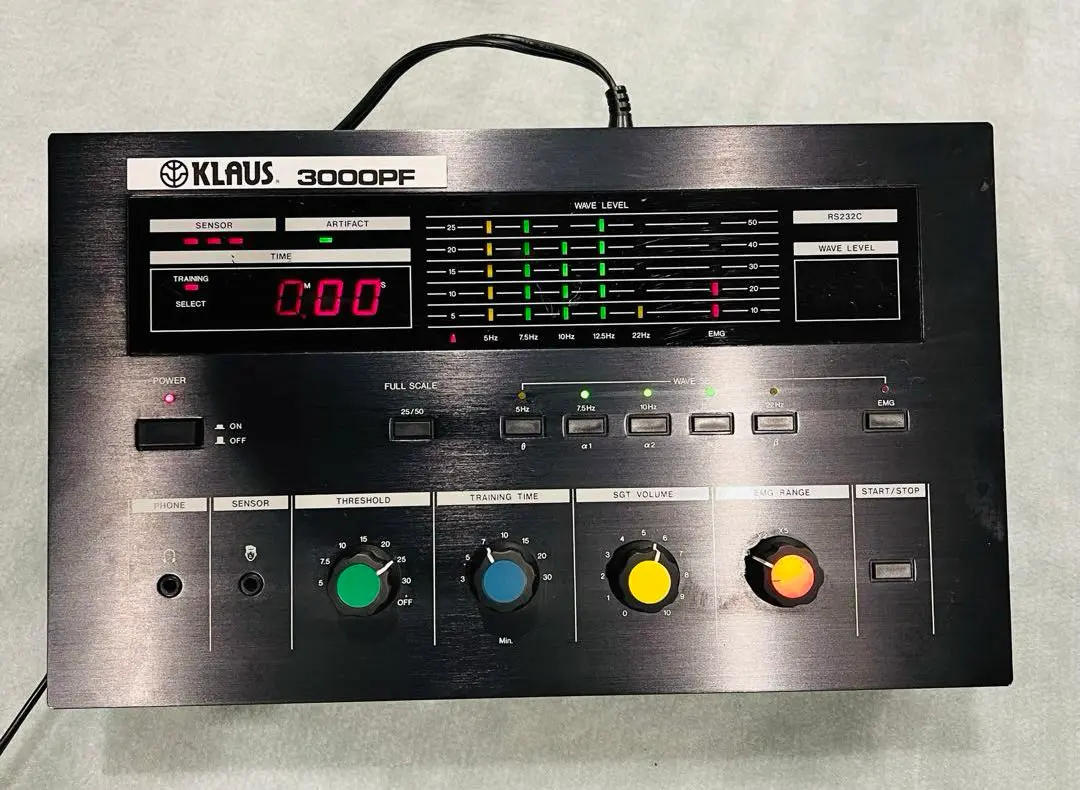 KLAUS 3000PF
WAVE LEVEL
SENSOR ARTIFACT
TIME
TRAINING
SELECT
0.00
M S
25 50
20 40
15 30
10 20
5 10
5Hz 7.5Hz 10Hz 12.5Hz 22Hz EMG
RS232C
WAVE LEVEL
POWER
ON
OFF
FULL SCALE
25/50
WAVE
5Hz 7.5Hz 10Hz 22Hz EMG
θ α1 α2 β
PHONE
SENSOR
THRESHOLD
5 7.5 10 15 20 25 30 OFF
TRAINING TIME
3 5 7 10 15 20 30
Min.
SGT VOLUME
0 1 2 3 4 5 6 7 8 10
EMG RANGE
X5
START/STOP